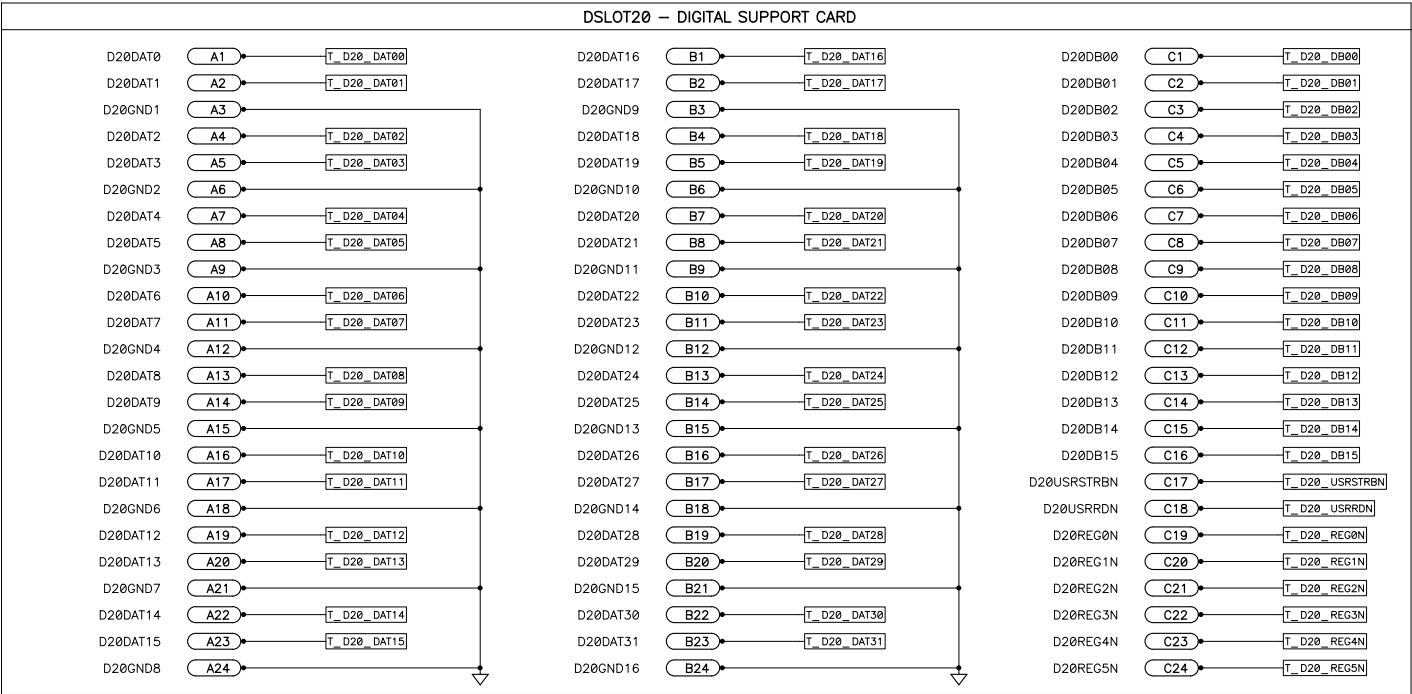 DSLOT20 – DIGITAL SUPPORT CARD
D20DAT0 A1 T_D20_DAT00 D20DAT16 B1 T_D20_DAT16 D20DB00 C1 T_D20_DB00
D20DAT1 A2 T_D20_DAT01 D20DAT17 B2 T_D20_DAT17 D20DB01 C2 T_D20_DB01
D20GND1 A3 D20GND9 B3 D20DB02 C3 T_D20_DB02
D20DAT2 A4 T_D20_DAT02 D20DAT18 B4 T_D20_DAT18 D20DB03 C4 T_D20_DB03
D20DAT3 A5 T_D20_DAT03 D20DAT19 B5 T_D20_DAT19 D20DB04 C5 T_D20_DB04
D20GND2 A6 D20GND10 B6 D20DB05 C6 T_D20_DB05
D20DAT4 A7 T_D20_DAT04 D20DAT20 B7 T_D20_DAT20 D20DB06 C7 T_D20_DB06
D20DAT5 A8 T_D20_DAT05 D20DAT21 B8 T_D20_DAT21 D20DB07 C8 T_D20_DB07
D20GND3 A9 D20GND11 B9 D20DB08 C9 T_D20_DB08
D20DAT6 A10 T_D20_DAT06 D20DAT22 B10 T_D20_DAT22 D20DB09 C10 T_D20_DB09
D20DAT7 A11 T_D20_DAT07 D20DAT23 B11 T_D20_DAT23 D20DB10 C11 T_D20_DB10
D20GND4 A12 D20GND12 B12 D20DB11 C12 T_D20_DB11
D20DAT8 A13 T_D20_DAT08 D20DAT24 B13 T_D20_DAT24 D20DB12 C13 T_D20_DB12
D20DAT9 A14 T_D20_DAT09 D20DAT25 B14 T_D20_DAT25 D20DB13 C14 T_D20_DB13
D20GND5 A15 D20GND13 B15 D20DB14 C15 T_D20_DB14
D20DAT10 A16 T_D20_DAT10 D20DAT26 B16 T_D20_DAT26 D20DB15 C16 T_D20_DB15
D20DAT11 A17 T_D20_DAT11 D20DAT27 B17 T_D20_DAT27 D20USRSTRBN C17 T_D20_USRSTRBN
D20GND6 A18 D20GND14 B18 D20USRRDN C18 T_D20_USRRDN
D20DAT12 A19 T_D20_DAT12 D20DAT28 B19 T_D20_DAT28 D20REG0N C19 T_D20_REG0N
D20DAT13 A20 T_D20_DAT13 D20DAT29 B20 T_D20_DAT29 D20REG1N C20 T_D20_REG1N
D20GND7 A21 D20GND15 B21 D20REG2N C21 T_D20_REG2N
D20DAT14 A22 T_D20_DAT14 D20DAT30 B22 T_D20_DAT30 D20REG3N C22 T_D20_REG3N
D20DAT15 A23 T_D20_DAT15 D20DAT31 B23 T_D20_DAT31 D20REG4N C23 T_D20_REG4N
D20GND8 A24 D20GND16 B24 D20REG5N C24 T_D20_REG5N